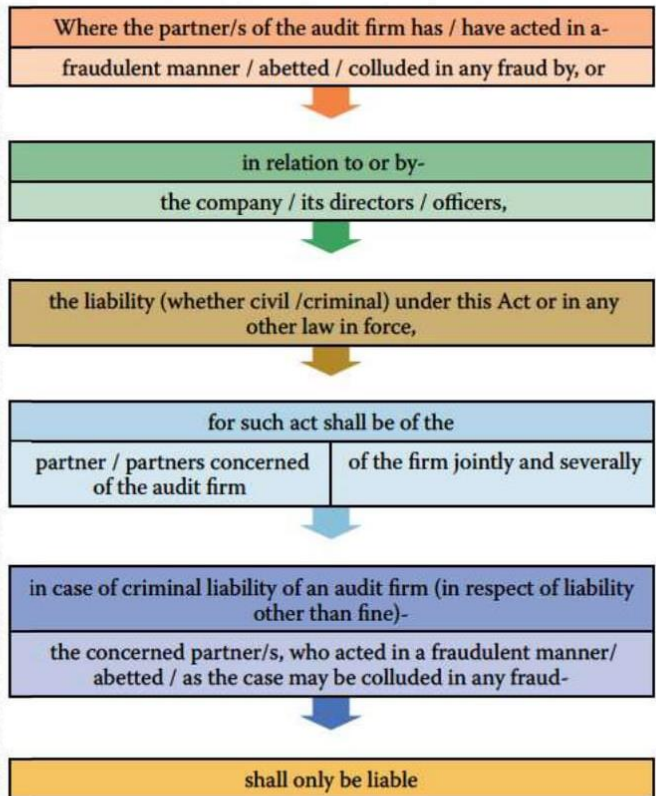 Where the partner/s of the audit firm has / have acted in a-
fraudulent manner / abetted / colluded in any fraud by, or
in relation to or by-
the company / its directors / officers,
the liability (whether civil /criminal) under this Act or in any
other law in force,
for such act shall be of the
partner / partners concerned
of the audit firm
of the firm jointly and severally
in case of criminal liability of an audit firm (in respect of liability
other than fine)-
the concerned partner/s, who acted in a fraudulent manner/
abetted / as the case may be colluded in any fraud-
shall only be liable